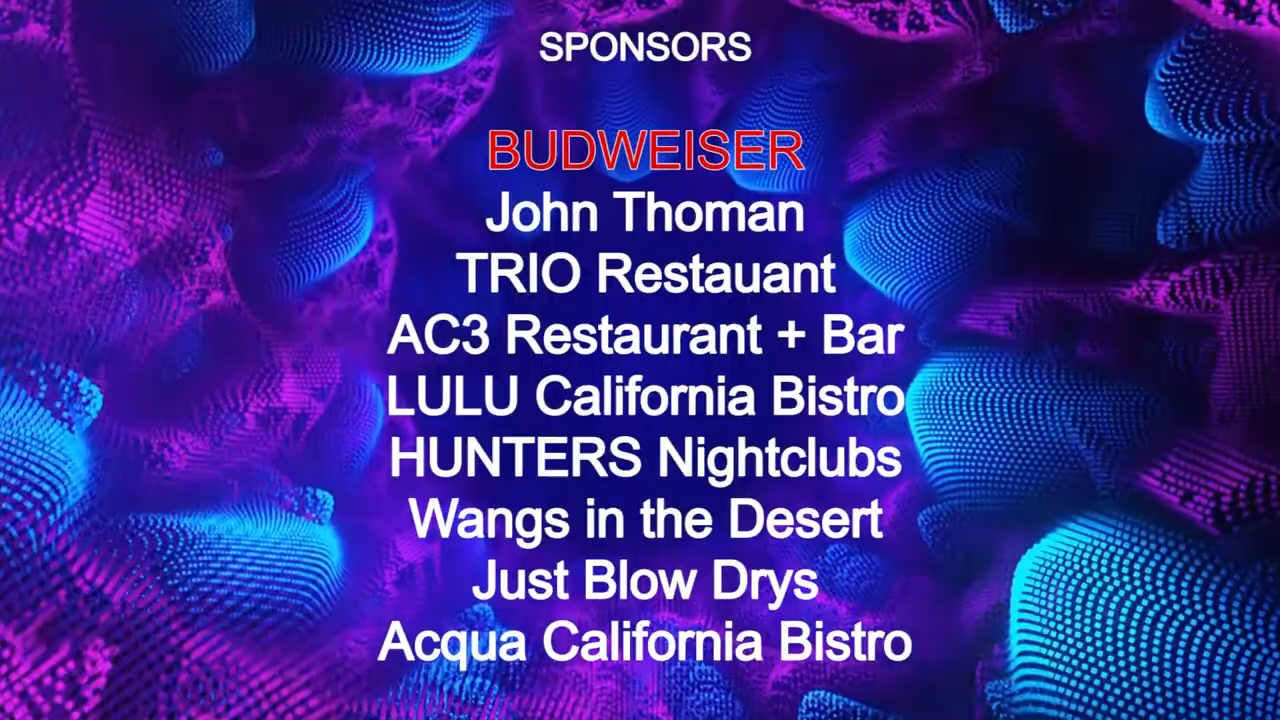 SPONSORS
BUDWEISER
John Thoman
TRIO Restauant
AC3 Restaurant + Bar
LULU California Bistro
HUNTERS Nightclubs
Wangs in the Desert
Just Blow Drys
Acqua California Bistro